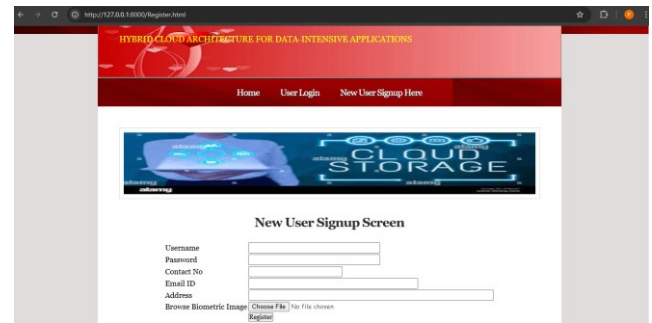 http://127.0.0.1:8000/Register.html
HYBRID CLOUD ARCHITECTURE FOR DATA-INTENSIVE APPLICATIONS
Home User Login New User Signup Here
CLOUD
STORAGE
alamy
New User Signup Screen
Username
Password
Contact No
Email ID
Address
Browse Biometric Image Choose File No file chosen
Register